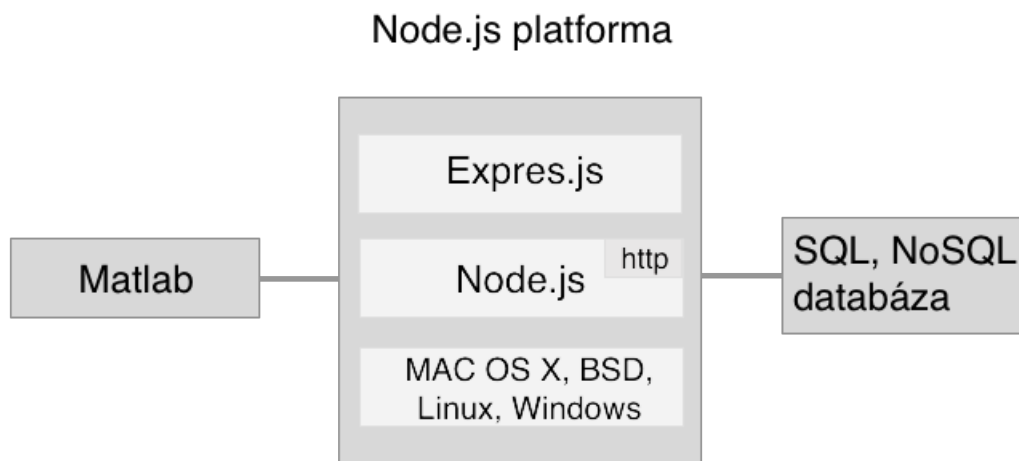 Node.js platforma
Expres.js
Matlab
Node.js
http
SQL, NoSQL
databáza
MAC OS X, BSD,
Linux, Windows